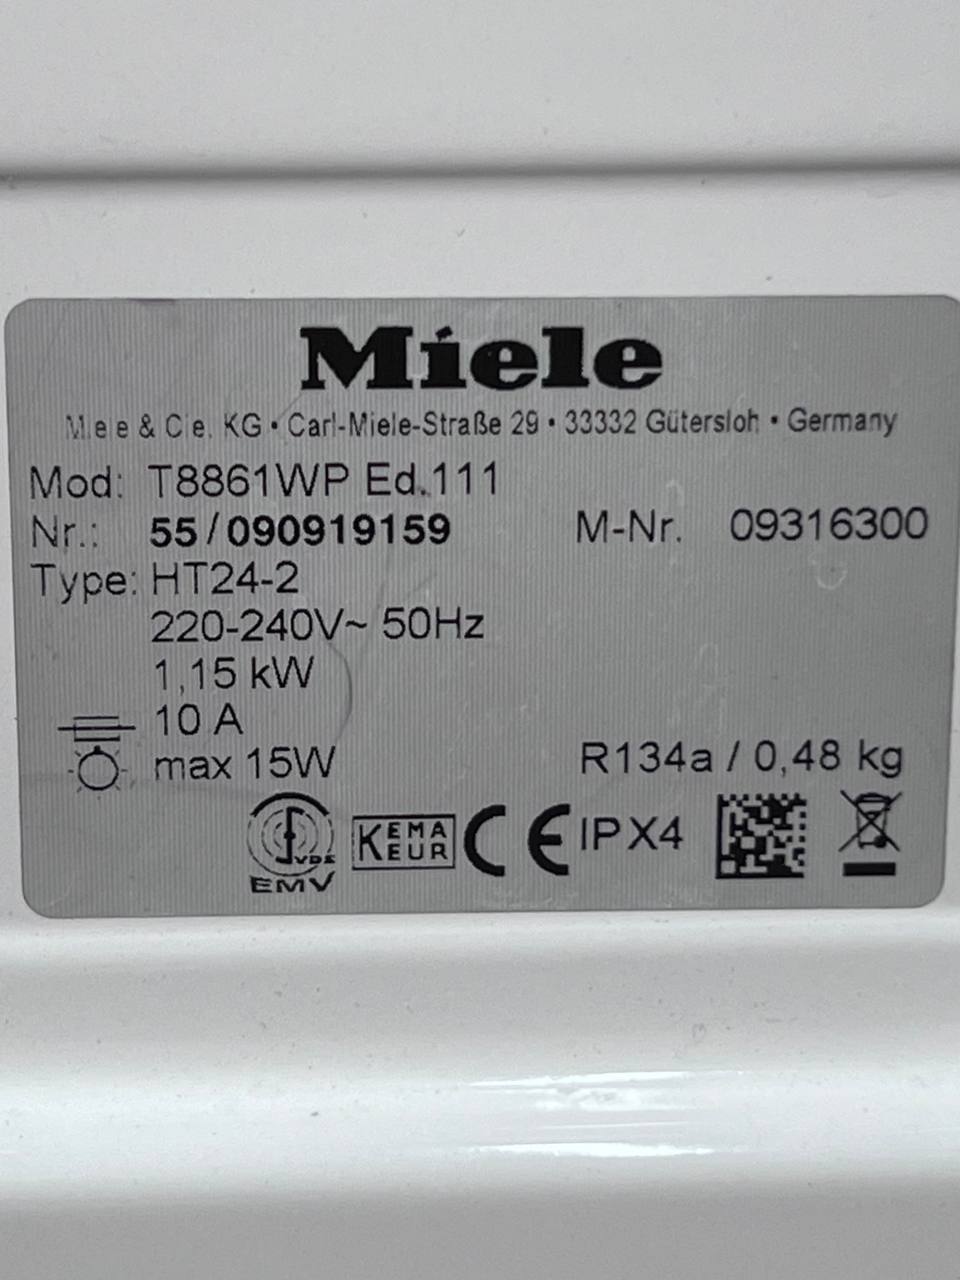 Miele
Miele & Cie. KG • Carl-Miele-Straße 29 • 33332 Gütersloh • Germany
Mod: T8861WP Ed.111
Nr.: 55/090919159 M-Nr. 09316300
Type: HT24-2
220-240V~ 50Hz
1,15 kW
10 A
max 15W R134a / 0,48 kg
VDE
EMV
KEMA
KEUR
CE IPX4